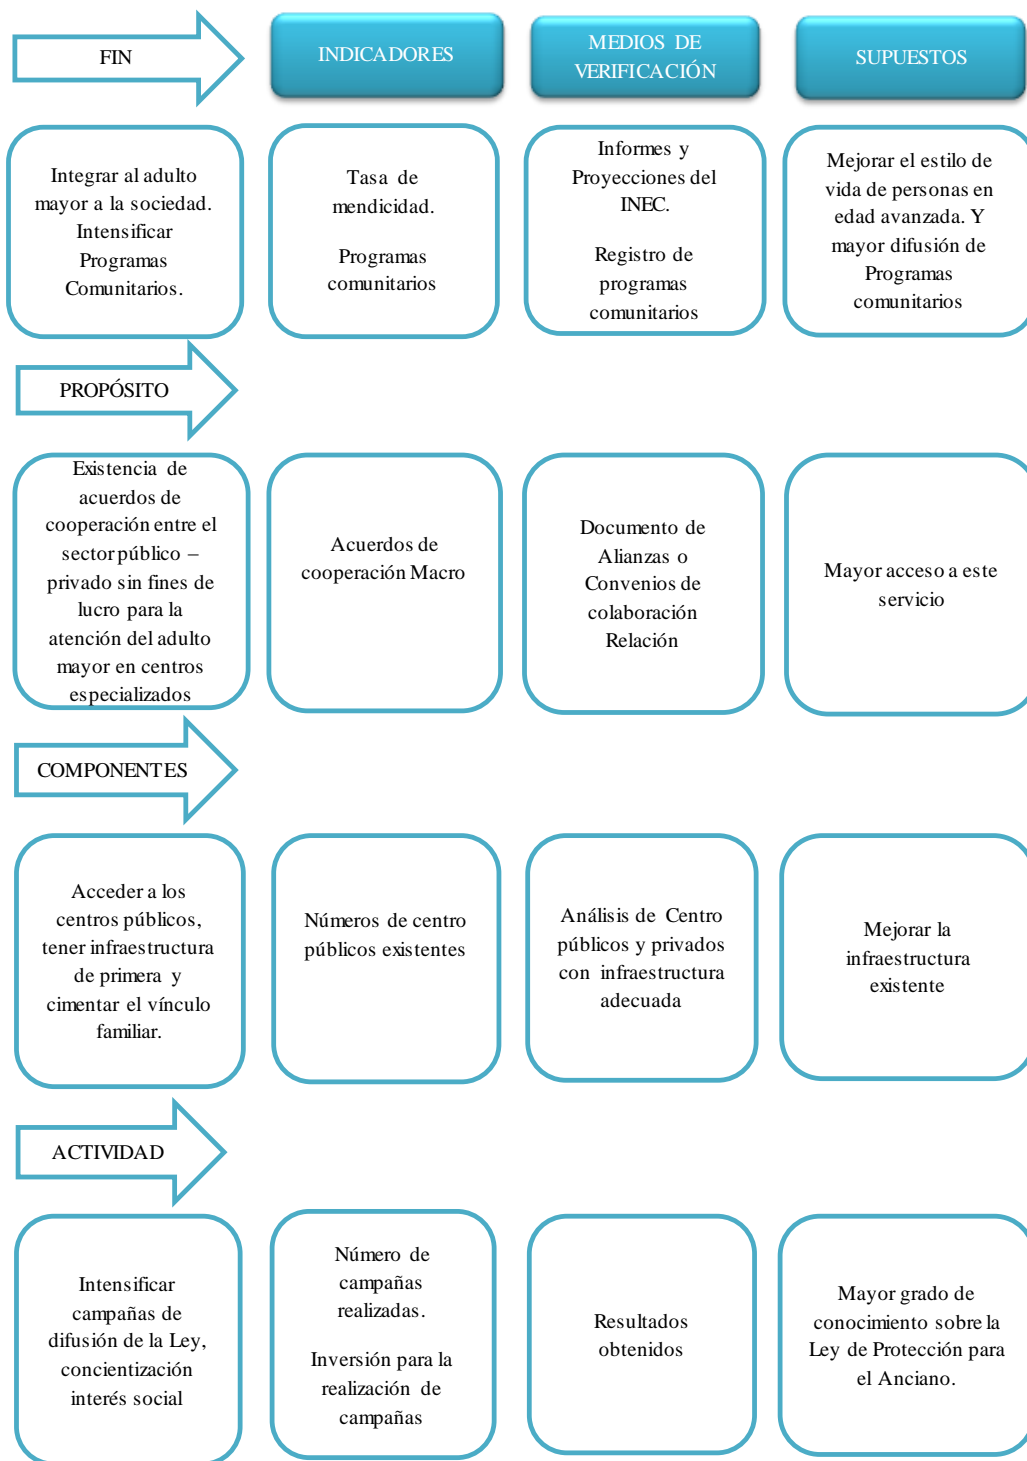 FIN
INDICADORES
MEDIOS DE
VERIFICACIÓN
SUPUESTOS
Integrar al adulto
mayor a la sociedad.
Intensificar
Programas
Comunitarios.
Tasa de
mendicidad.
Programas
comunitarios
Informes y
Proyecciones del
INEC.
Registro de
programas
comunitarios
Mejorar el estilo de
vida de personas en
edad avanzada. Y
mayor difusión de
Programas
comunitarios
PROPÓSITO
Existencia de
acuerdos de
cooperación entre el
sector público –
privado sin fines de
lucro para la
atención del adulto
mayor en centros
especializados
Acuerdos de
cooperación Macro
Documento de
Alianzas o
Convenios de
colaboración
Relación
Mayor acceso a este
servicio
COMPONENTES
Acceder a los
centros públicos,
tener infraestructura
de primera y
cimentar el vínculo
familiar.
Números de centro
públicos existentes
Análisis de Centro
públicos y privados
con infraestructura
adecuada
Mejorar la
infraestructura
existente
ACTIVIDAD
Intensificar
campañas de
difusión de la Ley,
concientización
interés social
Número de
campañas
realizadas.
Inversión para la
realización de
campañas
Resultados
obtenidos
Mayor grado de
conocimiento sobre la
Ley de Protección para
el Anciano.